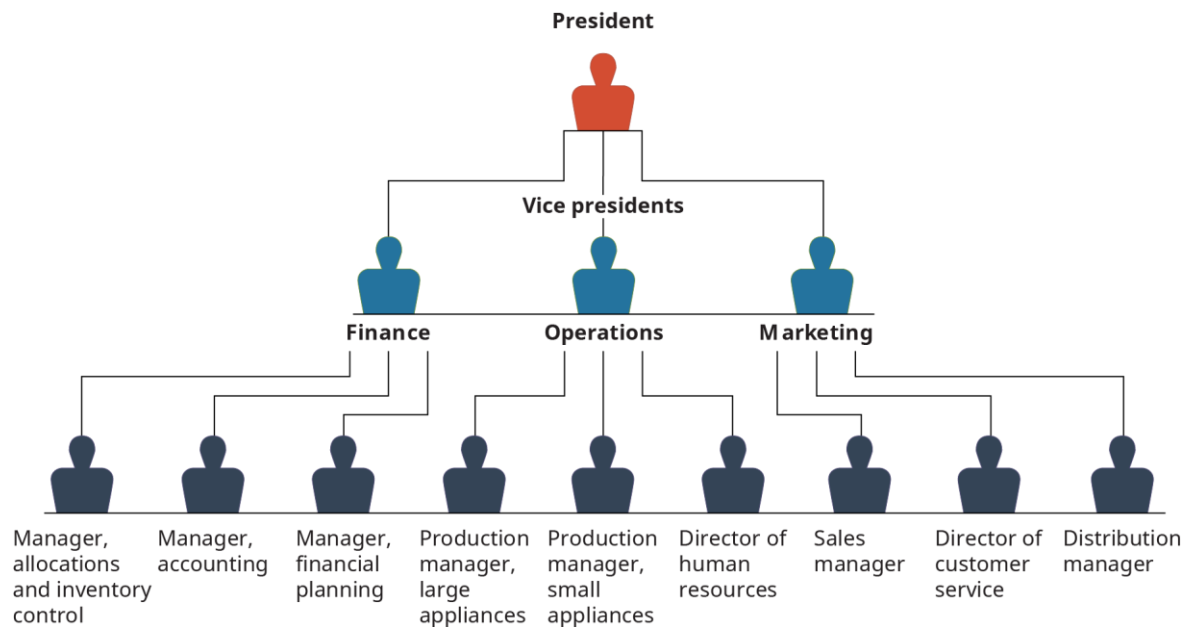 President
Vice presidents
Finance
Operations
Marketing
Manager,
allocations
and inventory
control
Manager,
accounting
Manager,
financial
planning
Production
manager,
large
appliances
Production
manager,
small
appliances
Director of
human
resources
Sales
manager
Director of
customer
service
Distribution
manager